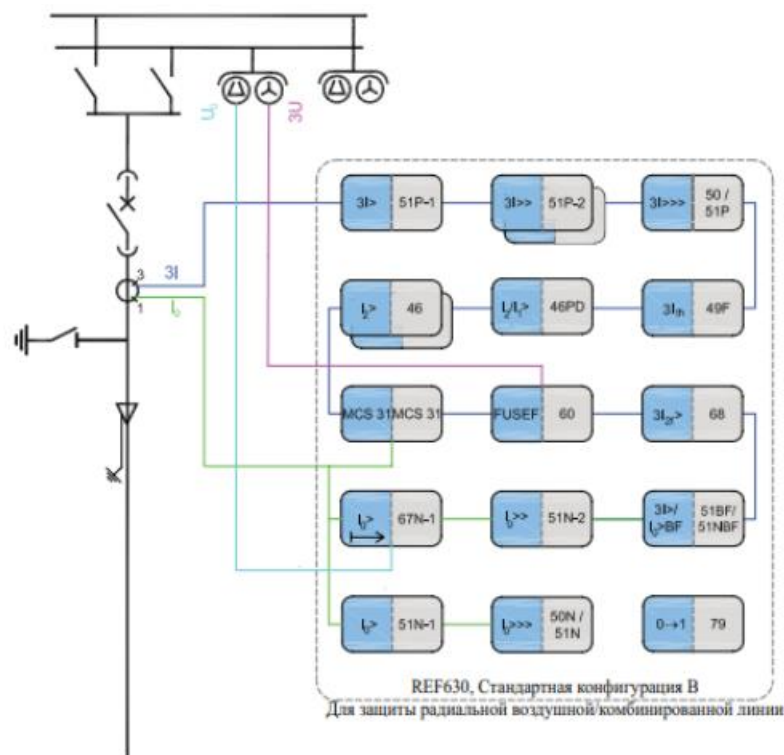 U₀
3U
3I> 51P-1
3I>> 51P-2
3I>>> 50 / 51P
3
3I
1
I₀
I₂> 46
I₂/I₁> 46PD
3Ith 49F
MCS 3I MCS 3I
FUSEF 60
3I2f> 68
I₀> 67N-1
I₀>> 51N-2
3I>/ I₀>BF 51BF/ 51NBF
I₀> 51N-1
I₀>>> 50N / 51N
0→1 79
REF630, Стандартная конфигурация B
Для защиты радиальной воздушной/комбинированной линии